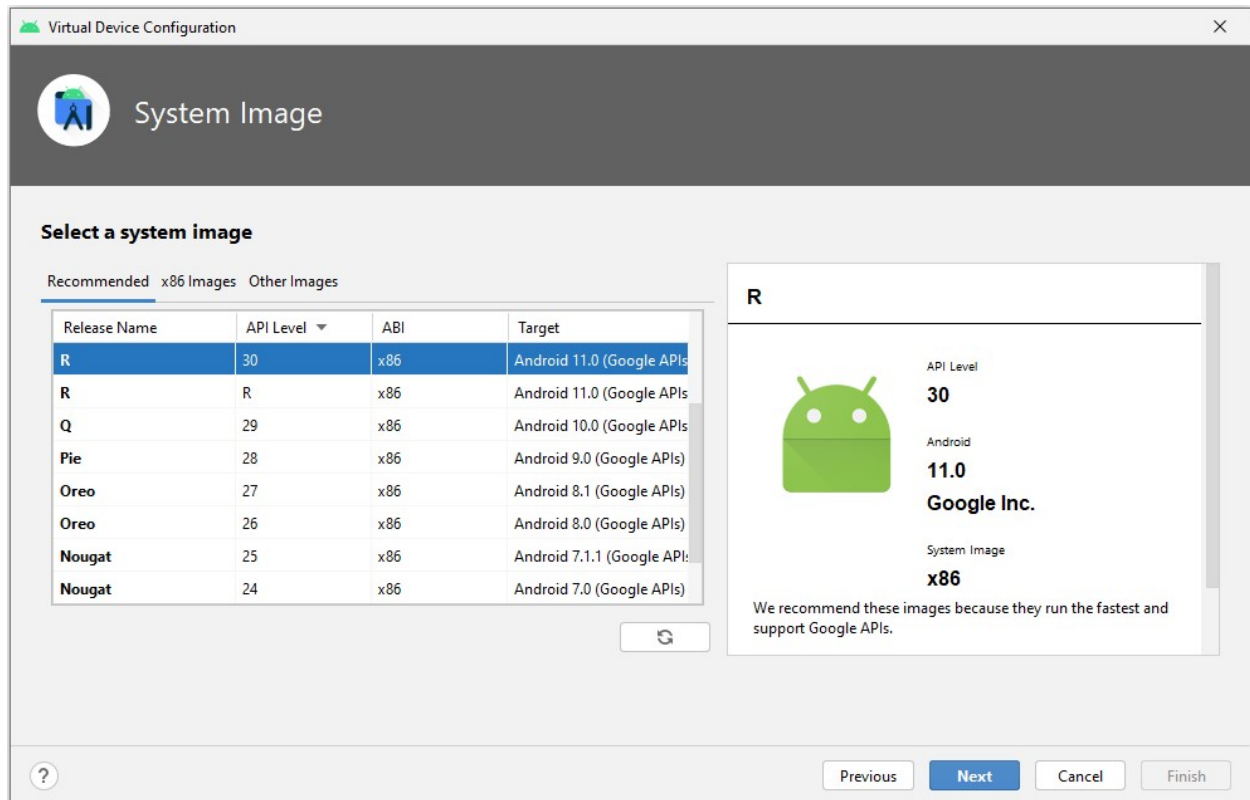 Virtual Device Configuration
System Image
Select a system image
Recommended x86 Images Other Images
Release Name API Level ABI Target
R 30 x86 Android 11.0 (Google APIs
R R x86 Android 11.0 (Google APIs
Q 29 x86 Android 10.0 (Google APIs
Pie 28 x86 Android 9.0 (Google APIs)
Oreo 27 x86 Android 8.1 (Google APIs)
Oreo 26 x86 Android 8.0 (Google APIs)
Nougat 25 x86 Android 7.1.1 (Google APIs
Nougat 24 x86 Android 7.0 (Google APIs)
R
API Level
30
Android
11.0
Google Inc.
System Image
x86
We recommend these images because they run the fastest and
support Google APIs.
? Previous Next Cancel Finish